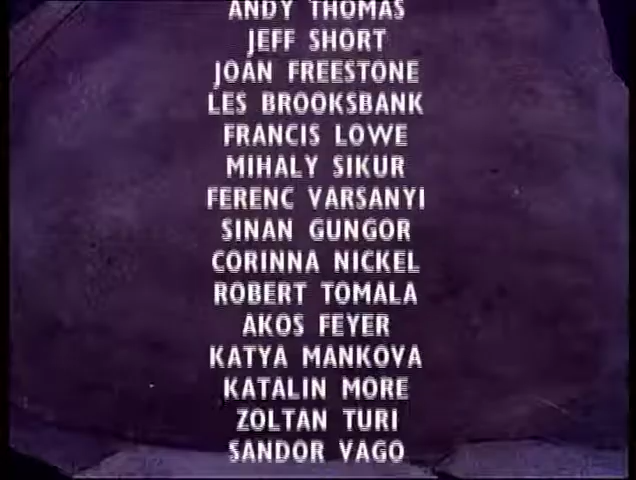 ANDY THOMAS
JEFF SHORT
JOAN FREESTONE
LES BROOKSBANK
FRANCIS LOWE
MIHALY SIKUR
FERENC VARSANYI
SINAN GUNGOR
CORINNA NICKEL
ROBERT TOMALA
AKOS FEYER
KATYA MANKOVA
KATALIN MORE
ZOLTAN TURI
SANDOR VAGO